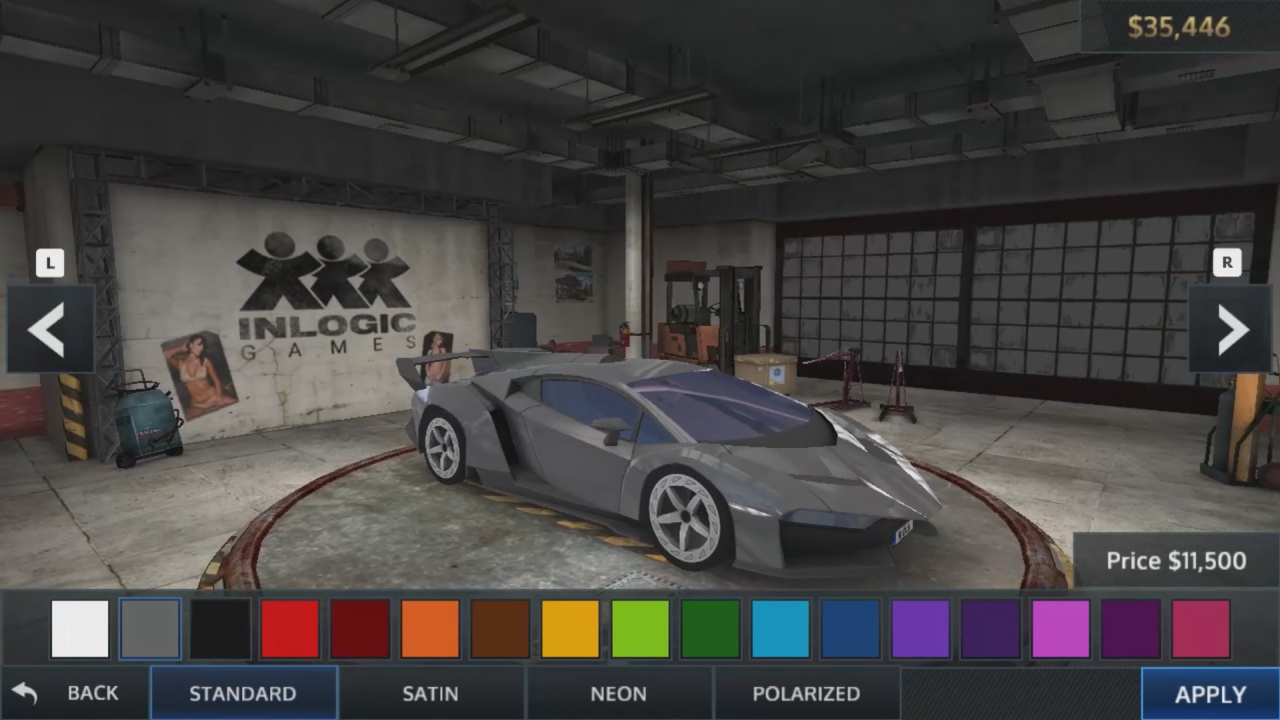 $35,446
L
R
INLOGIC
GAMES
Price $11,500
BACK
STANDARD
SATIN
NEON
POLARIZED
APPLY